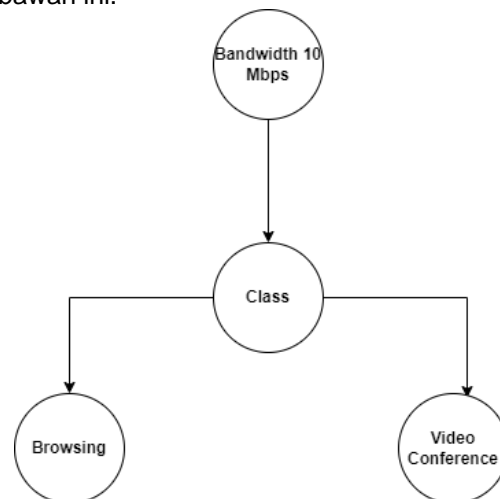 bawah ini.
Bandwidth 10
Mbps
Class
Browsing
Video
Conference